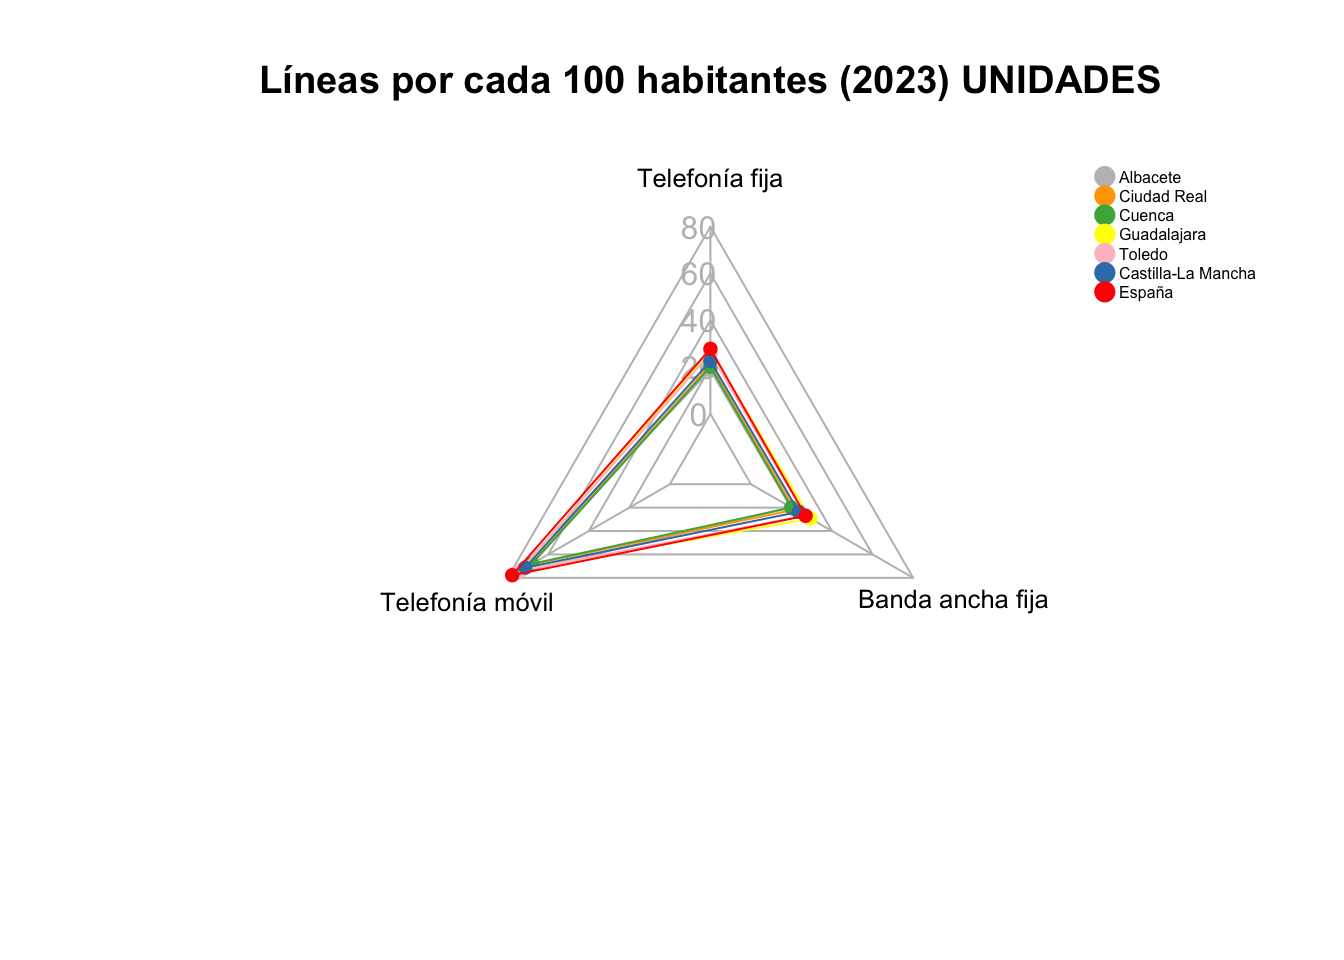 Líneas por cada 100 habitantes (2023) UNIDADES
Telefonía fija
80
60
40
20
0
Telefonía móvil
Banda ancha fija
Albacete
Ciudad Real
Cuenca
Guadalajara
Toledo
Castilla-La Mancha
España